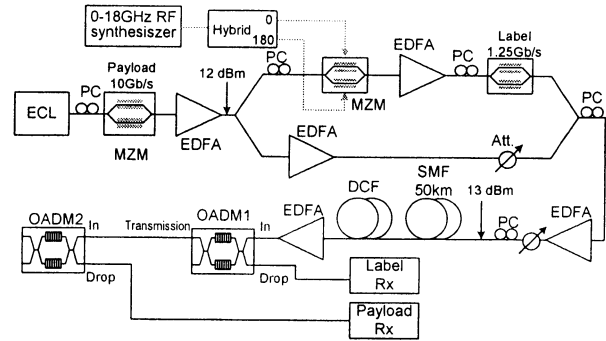 0-18GHz RF
synthesiszer
Hybrid
0
180
PC
EDFA
PC
Label
1.25Gb/s
Payload
10Gb/s
12 dBm
PC
ECL
MZM
EDFA
MZM
PC
EDFA
Att.
DCF
SMF
50km
13 dBm
EDFA
PC
EDFA
OADM2
In
Transmission
OADM1
In
Drop
Drop
Label
Rx
Payload
Rx